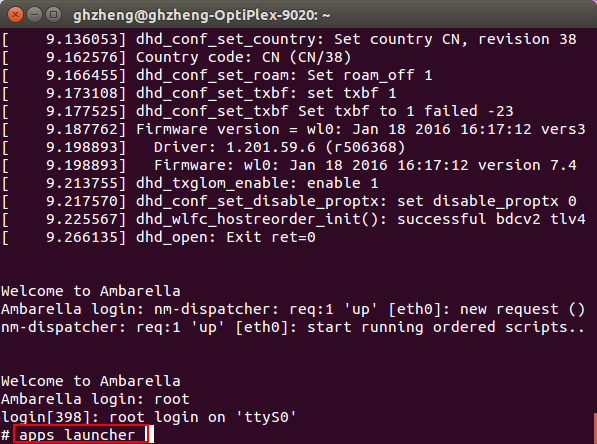 ghzheng@ghzheng-OptiPlex-9020: ~
[    9.136053] dhd_conf_set_country: Set country CN, revision 38
[    9.162576] Country code: CN (CN/38)
[    9.166455] dhd_conf_set_roam: Set roam_off 1
[    9.173108] dhd_conf_set_txbf: set txbf 1
[    9.177525] dhd_conf_set_txbf Set txbf to 1 failed -23
[    9.187762] Firmware version = wl0: Jan 18 2016 16:17:12 vers3
[    9.198893]   Driver: 1.201.59.6 (r506368)
[    9.198893]   Firmware: wl0: Jan 18 2016 16:17:12 version 7.4
[    9.213755] dhd_txglom_enable: enable 1
[    9.217570] dhd_conf_set_disable_proptx: set disable_proptx 0
[    9.225567] dhd_wlfc_hostreorder_init(): successful bdcv2 tlv4
[    9.266135] dhd_open: Exit ret=0
Welcome to Ambarella
Ambarella login: nm-dispatcher: req:1 'up' [eth0]: new request ()
nm-dispatcher: req:1 'up' [eth0]: start running ordered scripts..
Welcome to Ambarella
Ambarella login: root
login[398]: root login on 'ttyS0'
# apps_launcher